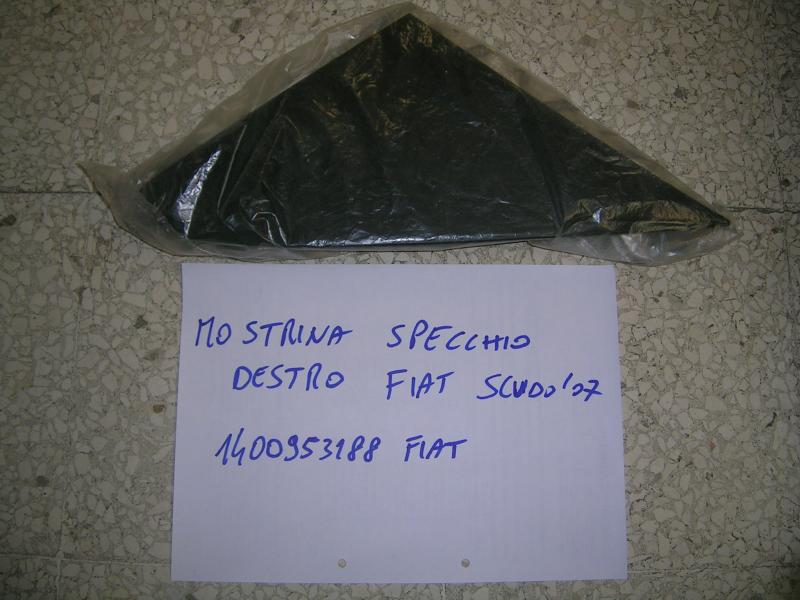 MOSTRINA SPECCHIO
DESTRO FIAT SCUDO '07
1400953188 FIAT